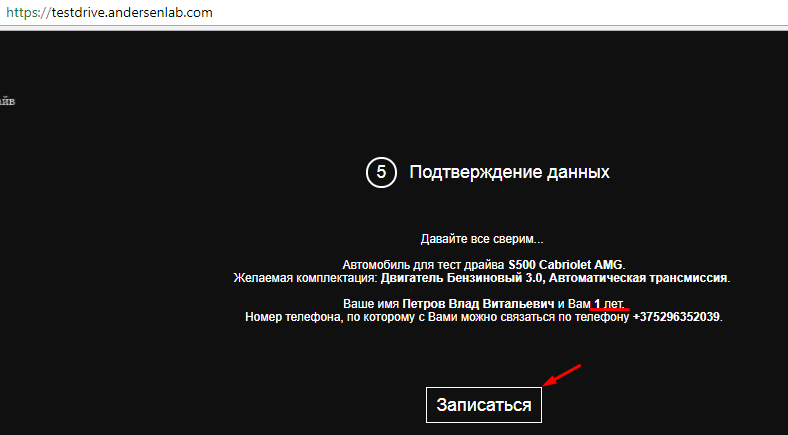 https://testdrive.andersenlab.com
айв
5 Подтверждение данных
Давайте все сверим...
Автомобиль для тест драйва S500 Cabriolet AMG.
Желаемая комплектация: Двигатель Бензиновый 3.0, Автоматическая трансмиссия.
Ваше имя Петров Влад Витальевич и Вам 1 лет.
Номер телефона, по которому с Вами можно связаться по телефону +375296352039.
Записаться